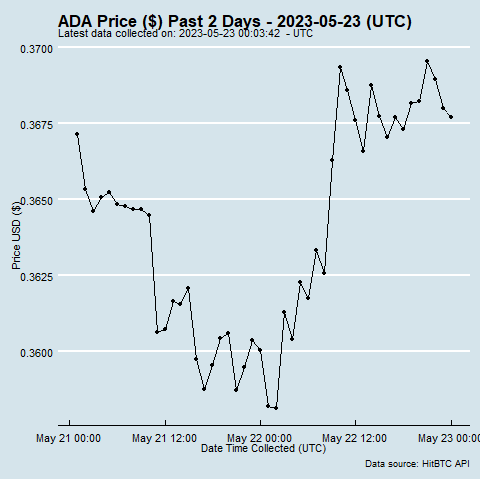 ADA Price ($) Past 2 Days - 2023-05-23 (UTC)
Latest data collected on: 2023-05-23 00:03:42 - UTC
0.3700
0.3675
0.3650
0.3625
0.3600
Price USD ($)
May 21 00:00 May 21 12:00 May 22 00:00 May 22 12:00 May 23 00:00
Date Time Collected (UTC)
Data source: HitBTC API